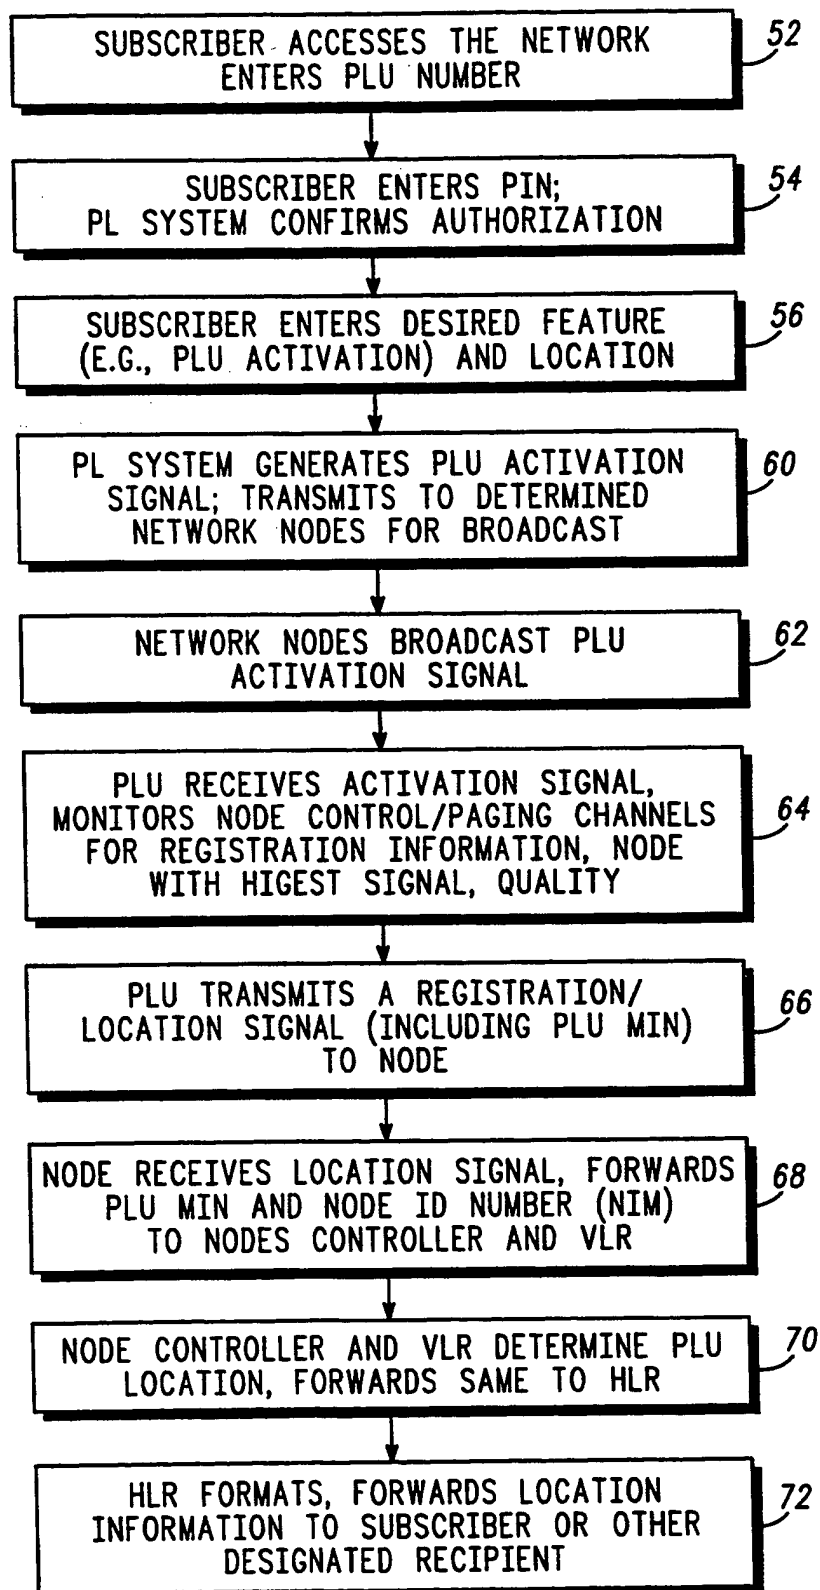 SUBSCRIBER ACCESSES THE NETWORK
ENTERS PLU NUMBER
52
SUBSCRIBER ENTERS PIN;
PL SYSTEM CONFIRMS AUTHORIZATION
54
SUBSCRIBER ENTERS DESIRED FEATURE
(E.G., PLU ACTIVATION) AND LOCATION
56
PL SYSTEM GENERATES PLU ACTIVATION
SIGNAL; TRANSMITS TO DETERMINED
NETWORK NODES FOR BROADCAST
60
NETWORK NODES BROADCAST PLU
ACTIVATION SIGNAL
62
PLU RECEIVES ACTIVATION SIGNAL,
MONITORS NODE CONTROL/PAGING CHANNELS
FOR REGISTRATION INFORMATION, NODE
WITH HIGEST SIGNAL, QUALITY
64
PLU TRANSMITS A REGISTRATION/
LOCATION SIGNAL (INCLUDING PLU MIN)
TO NODE
66
NODE RECEIVES LOCATION SIGNAL, FORWARDS
PLU MIN AND NODE ID NUMBER (NIM)
TO NODES CONTROLLER AND VLR
68
NODE CONTROLLER AND VLR DETERMINE PLU
LOCATION, FORWARDS SAME TO HLR
70
HLR FORMATS, FORWARDS LOCATION
INFORMATION TO SUBSCRIBER OR OTHER
DESIGNATED RECIPIENT
72